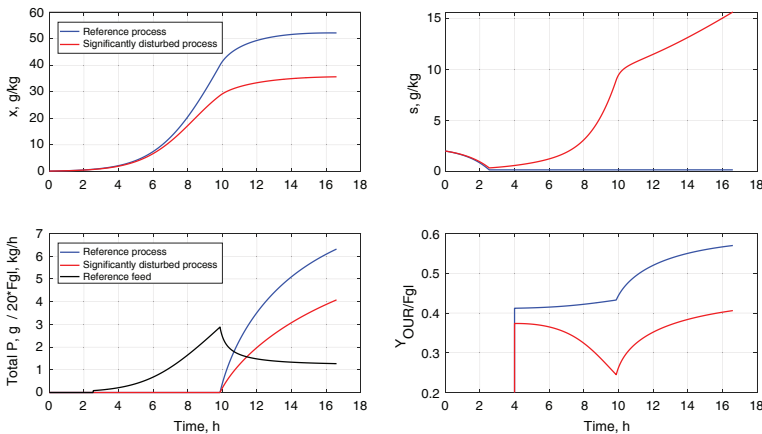 60
50
40
30
20
10
0
x, g/kg
Reference process
Significantly disturbed process
0 2 4 6 8 10 12 14 16 18
15
10
5
0
s, g/kg
0 2 4 6 8 10 12 14 16 18
7
6
5
4
3
2
1
0
Total P, g / 20*Fgl, kg/h
Reference process
Significantly disturbed process
Reference feed
0 2 4 6 8 10 12 14 16 18
Time, h
0.6
0.5
0.4
0.3
0.2
YOUR/Fgl
0 2 4 6 8 10 12 14 16 18
Time, h